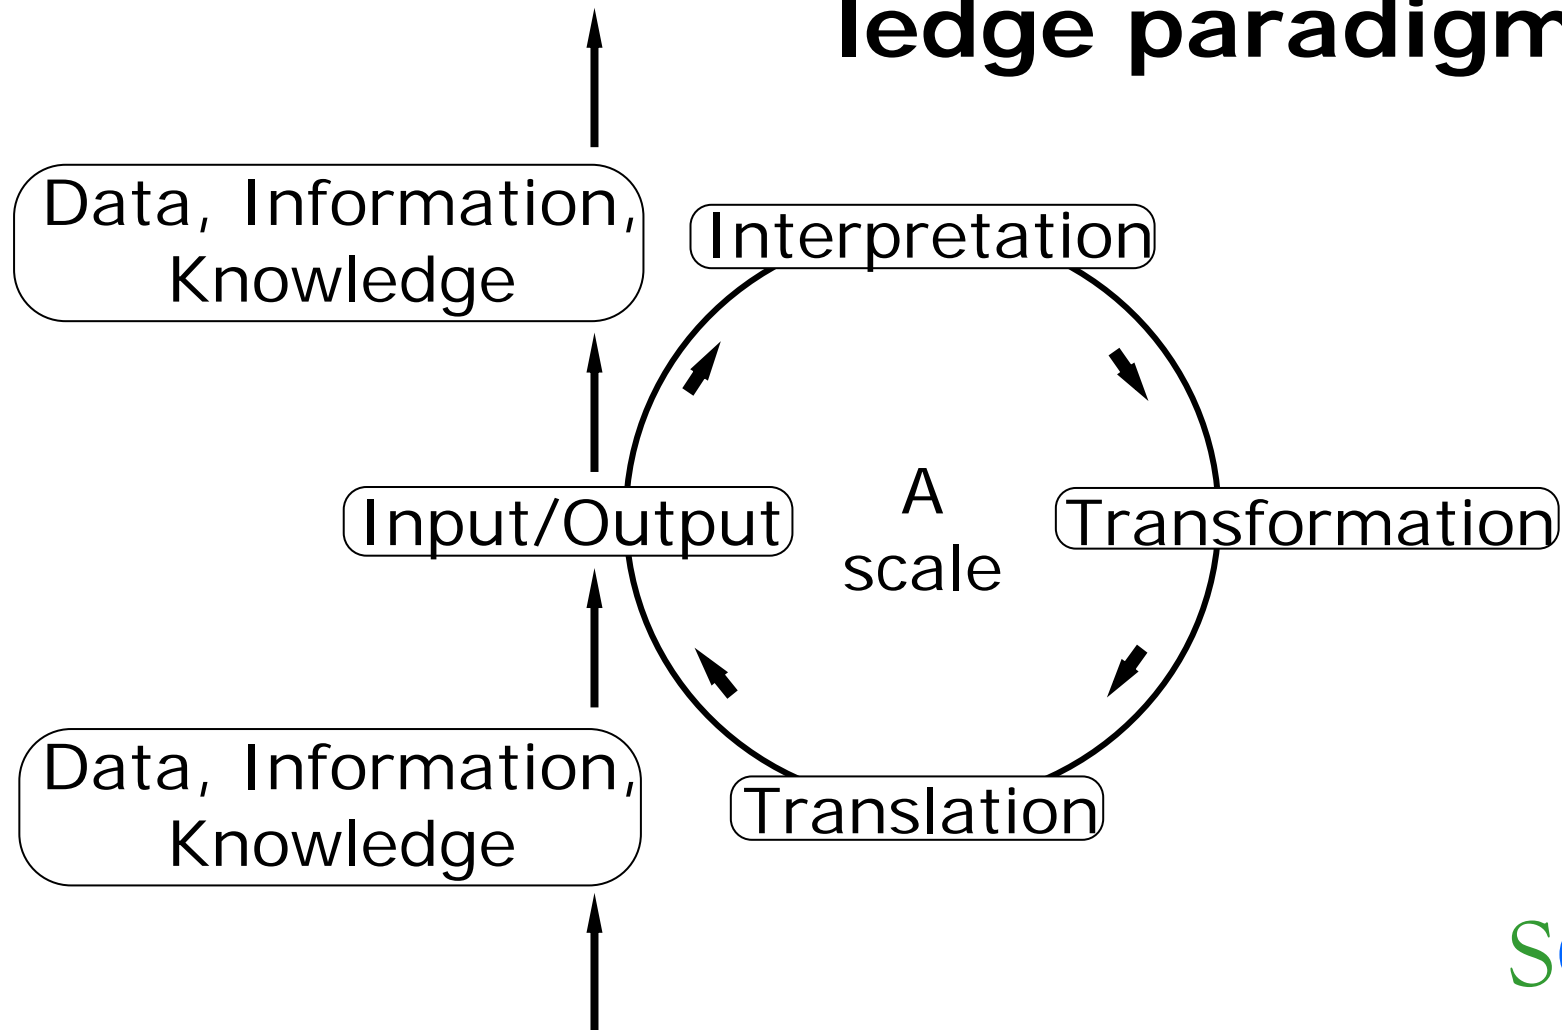 ledge paradigm
Data, Information,
Knowledge
Interpretation
Input/Output
A
scale
Transformation
Data, Information,
Knowledge
Translation
S